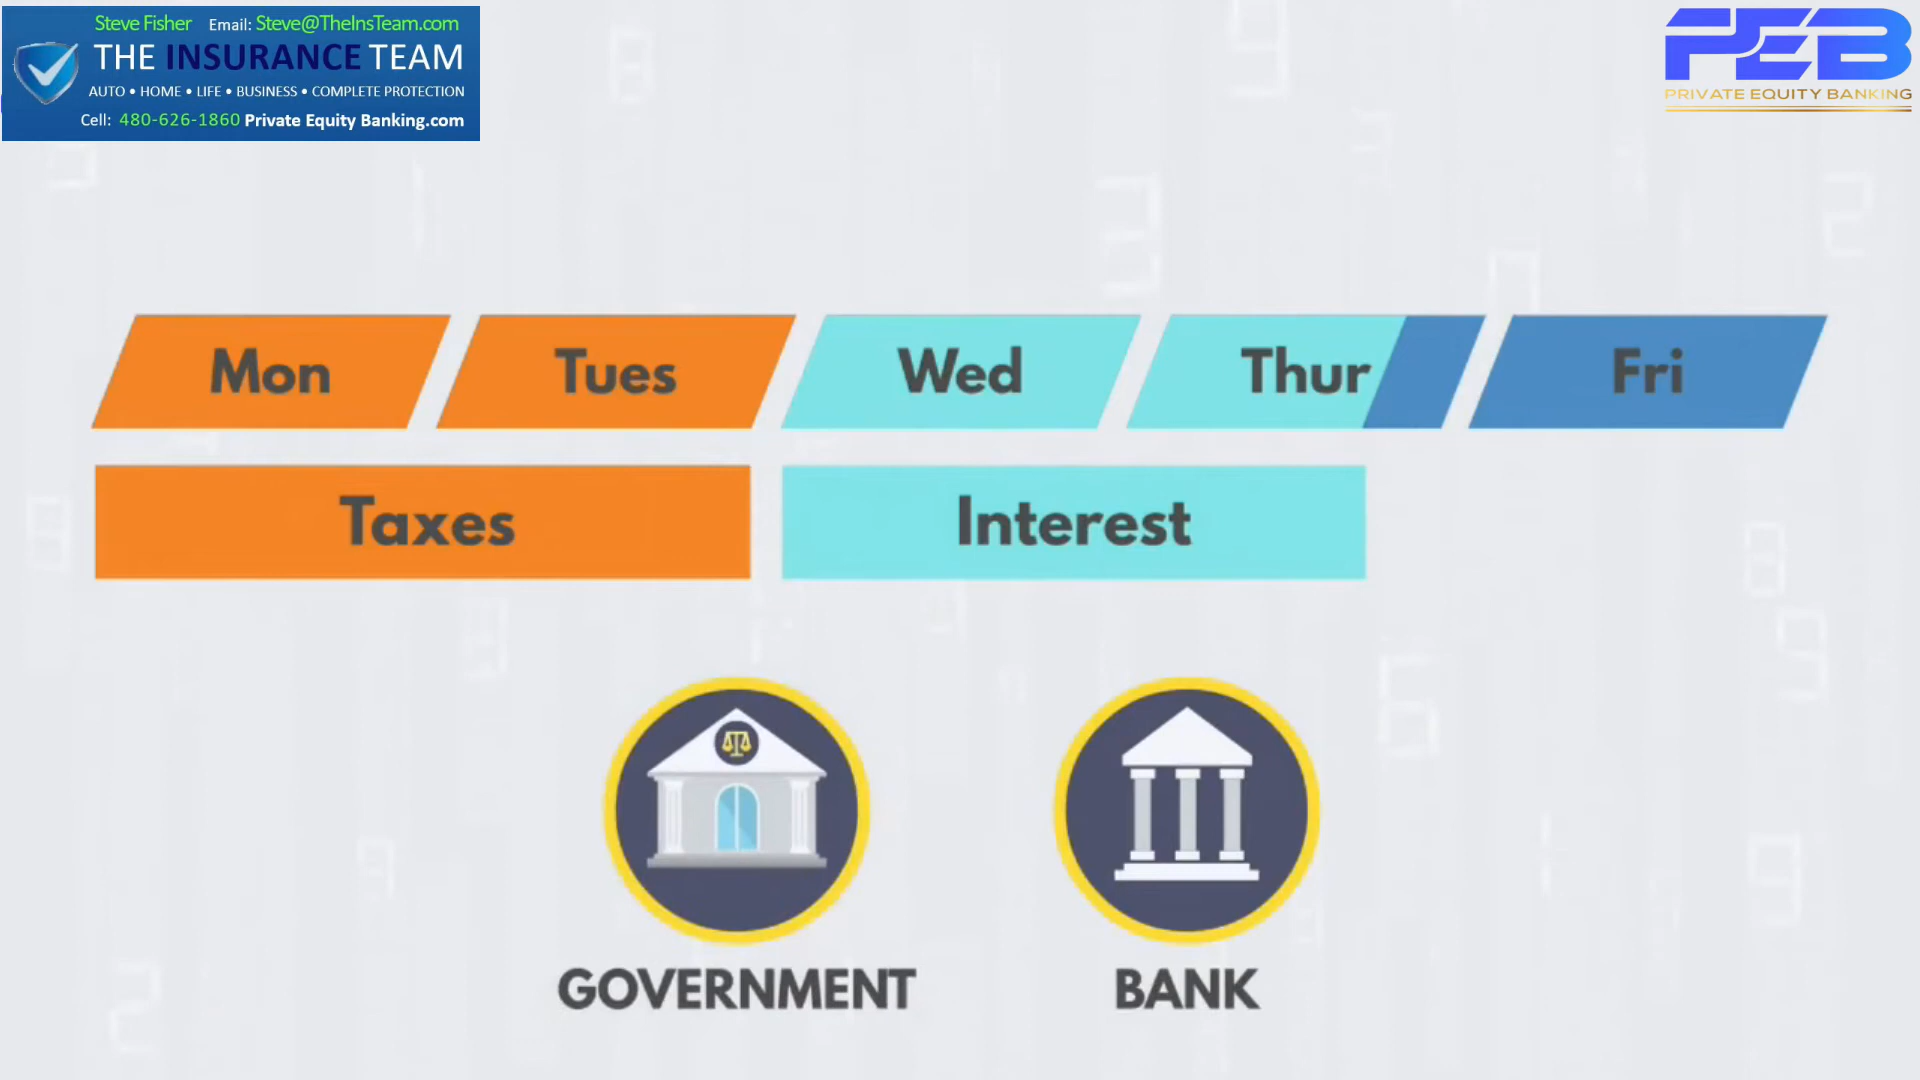 Steve Fisher Email: Steve@TheInsTeam.com
THE INSURANCE TEAM
AUTO • HOME • LIFE • BUSINESS • COMPLETE PROTECTION
Cell: 480-626-1860 Private Equity Banking.com
PEB
PRIVATE EQUITY BANKING
Mon Tues Wed Thur Fri
Taxes Interest
GOVERNMENT BANK